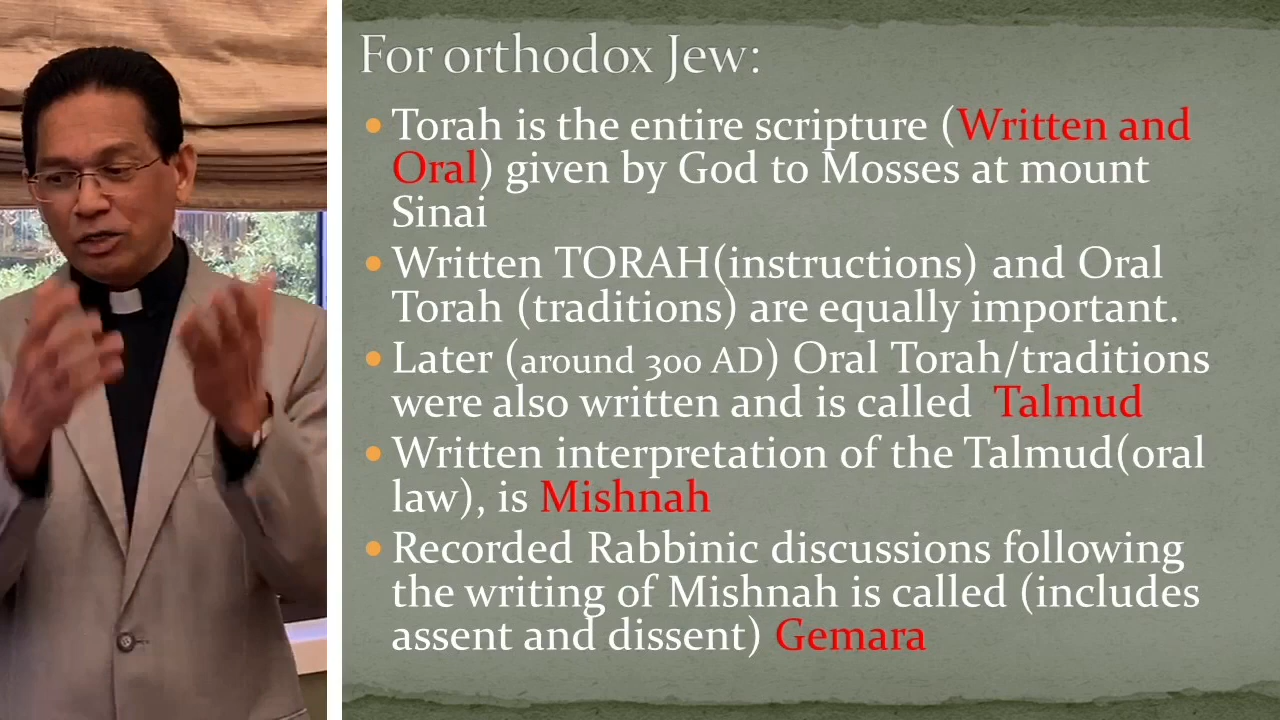 For orthodox Jew:
• Torah is the entire scripture (Written and
Oral) given by God to Mosses at mount
Sinai
• Written TORAH(instructions) and Oral
Torah (traditions) are equally important.
• Later (around 300 AD) Oral Torah/traditions
were also written and is called Talmud
• Written interpretation of the Talmud(oral
law), is Mishnah
• Recorded Rabbinic discussions following
the writing of Mishnah is called (includes
assent and dissent) Gemara